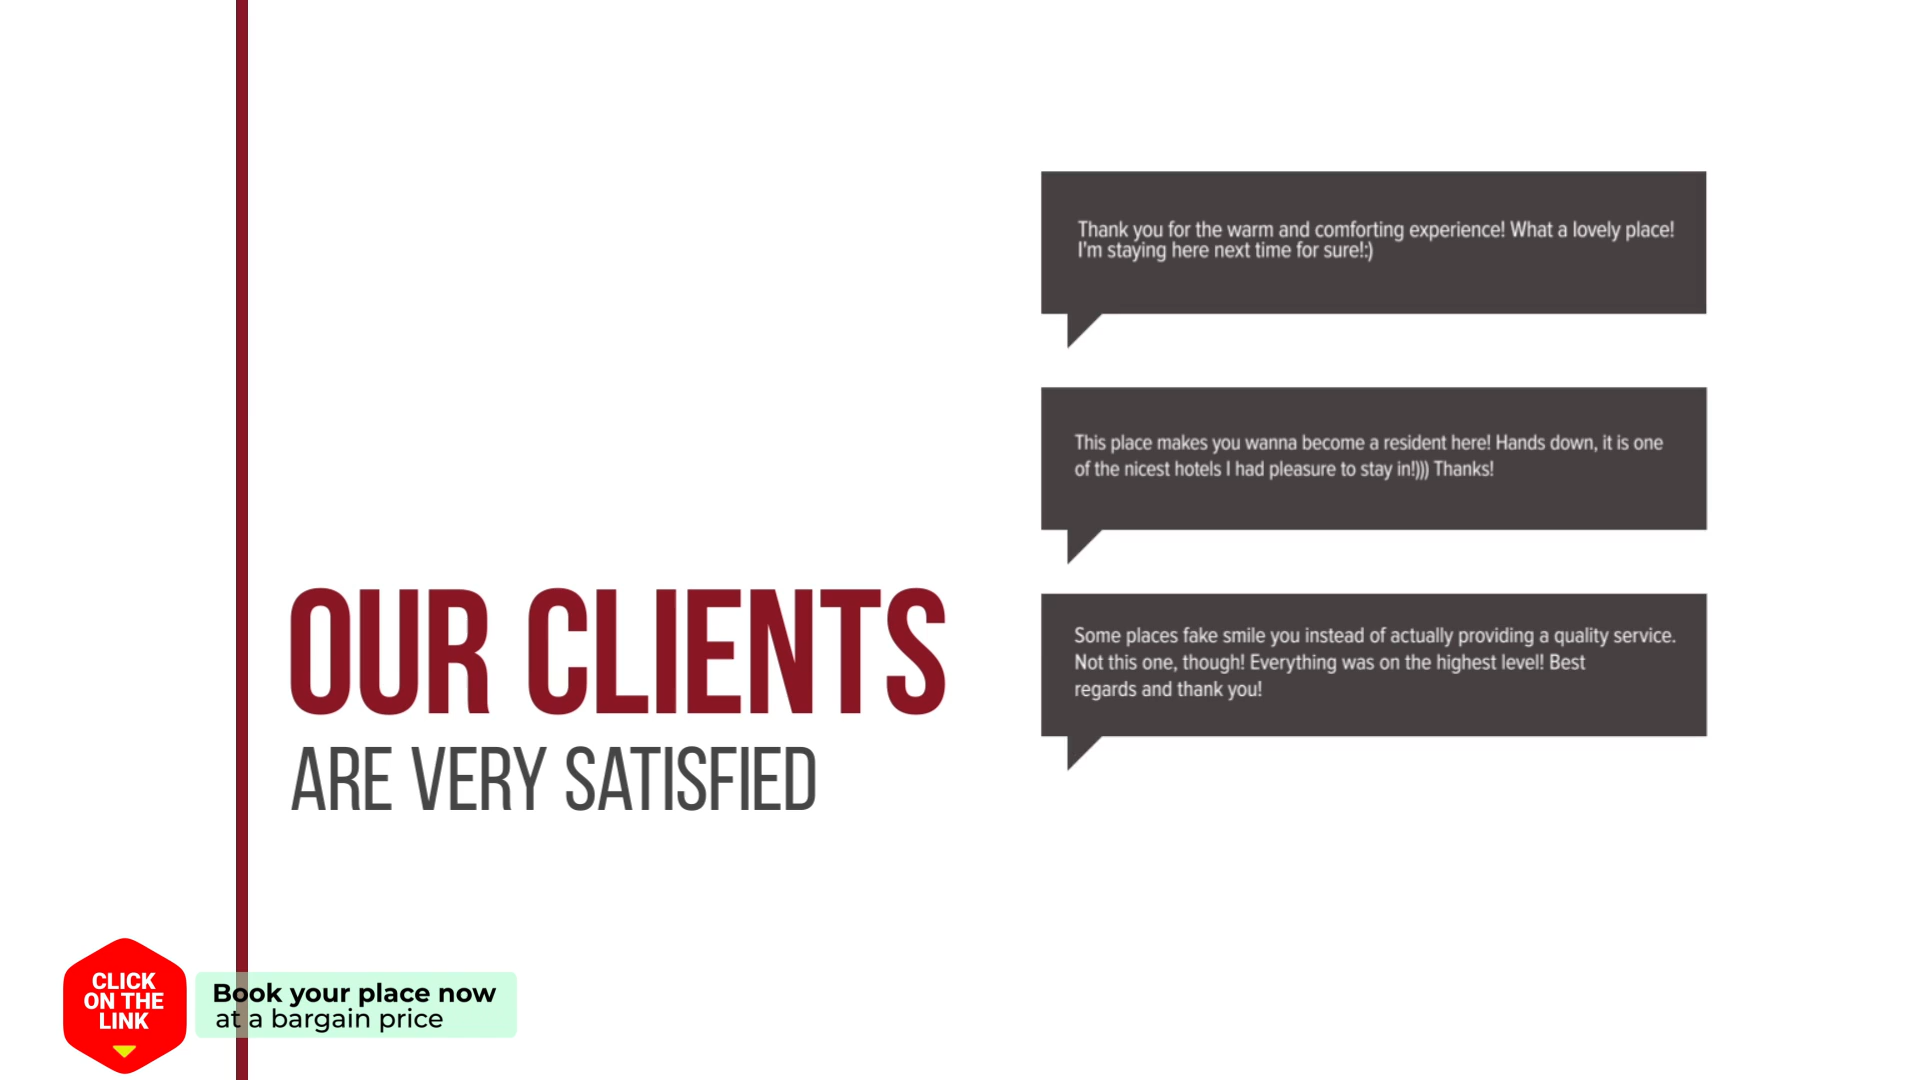 Thank you for the warm and comforting experience! What a lovely place!
I'm staying here next time for sure!:)
This place makes you wanna become a resident here! Hands down, it is one
of the nicest hotels I had pleasure to stay in!))) Thanks!
Some places fake smile you instead of actually providing a quality service.
Not this one, though! Everything was on the highest level! Best
regards and thank you!
OUR CLIENTS
ARE VERY SATISFIED
CLICK
ON THE
LINK
Book your place now
at a bargain price